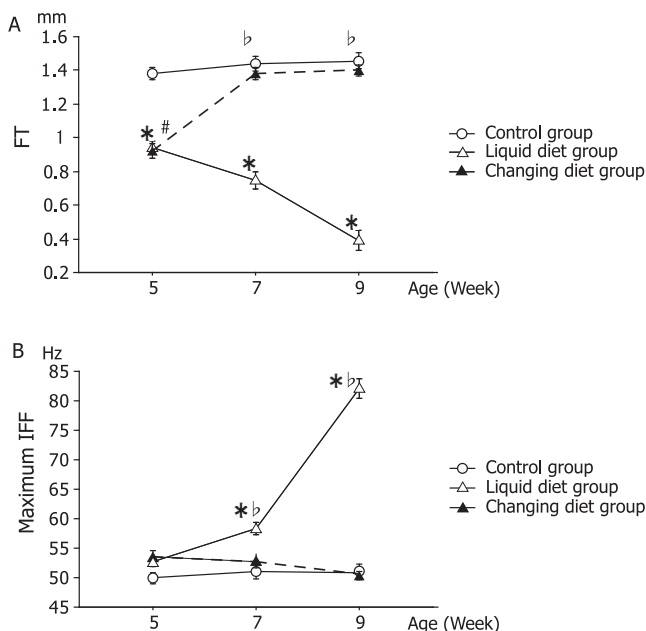 A
mm
1.6
♭
♭
1.4
1.2
FT
1
* #
0.8
*
0.6
*
0.4
0.2
5
7
9
Age (Week)
Control group
Liquid diet group
Changing diet group
B
Hz
85
* ♭
80
75
Maximum IFF
70
65
60
* ♭
55
50
45
5
7
9
Age (Week)
Control group
Liquid diet group
Changing diet group